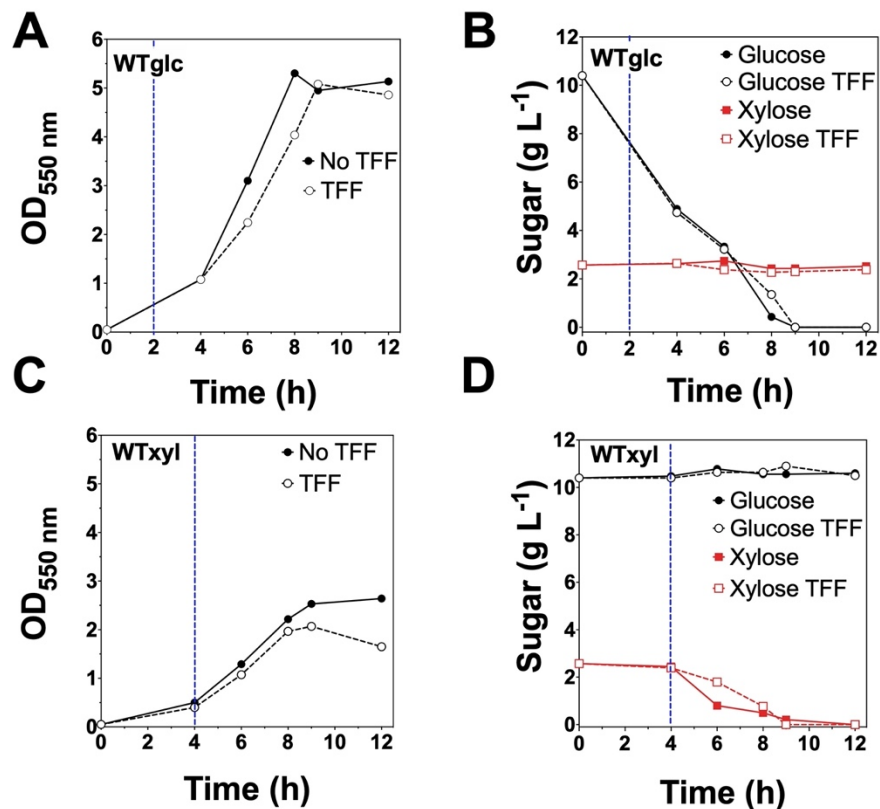 A
WTglc
No TFF
TFF
OD550 nm
6
5
4
3
2
1
0
0 2 4 6 8 10 12
Time (h)
B
WTglc
Glucose
Glucose TFF
Xylose
Xylose TFF
Sugar (g L-1)
12
10
8
6
4
2
0
0 2 4 6 8 10 12
Time (h)
C
WTxyl
No TFF
TFF
OD550 nm
6
5
4
3
2
1
0
0 2 4 6 8 10 12
Time (h)
D
WTxyl
Glucose
Glucose TFF
Xylose
Xylose TFF
Sugar (g L-1)
12
10
8
6
4
2
0
0 2 4 6 8 10 12
Time (h)